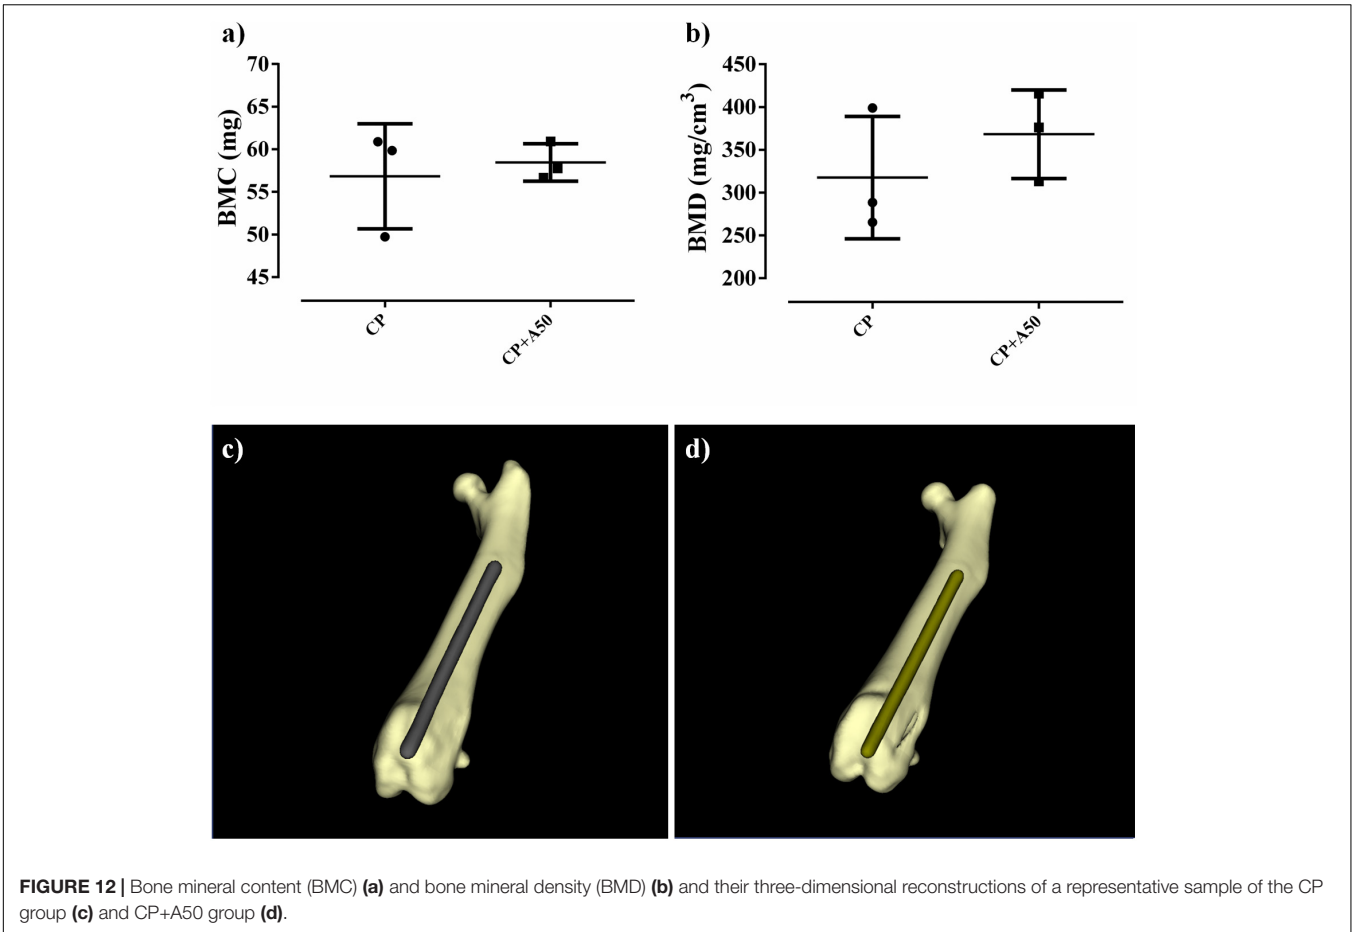 a)
BMC (mg)
70
65
60
55
50
45
CP
CP+A50
b)
BMD (mg/cm³)
450
400
350
300
250
200
CP
CP+A50
c)
d)
FIGURE 12 | Bone mineral content (BMC) (a) and bone mineral density (BMD) (b) and their three-dimensional reconstructions of a representative sample of the CP
group (c) and CP+A50 group (d).